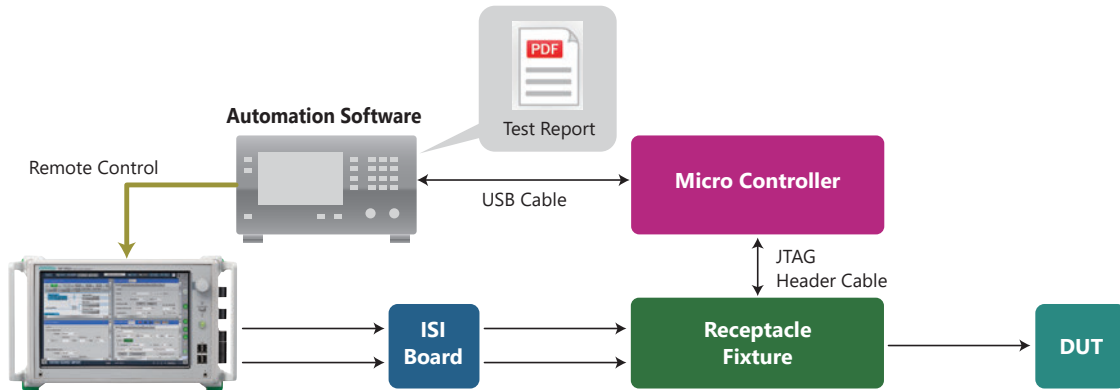 PDF
Test Report
Automation Software
Remote Control
USB Cable
Micro Controller
JTAG
Header Cable
ISI
Board
Receptacle
Fixture
DUT